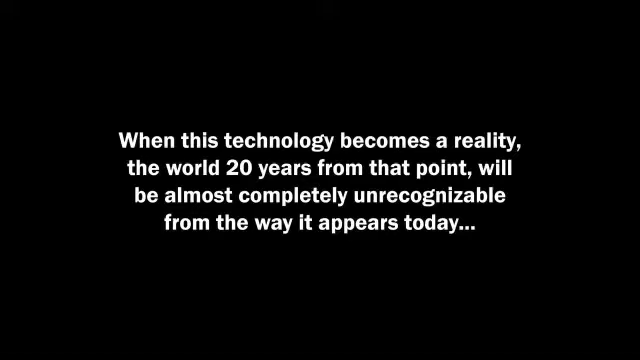 When this technology becomes a reality,
the world 20 years from that point, will
be almost completely unrecognizable
from the way it appears today...